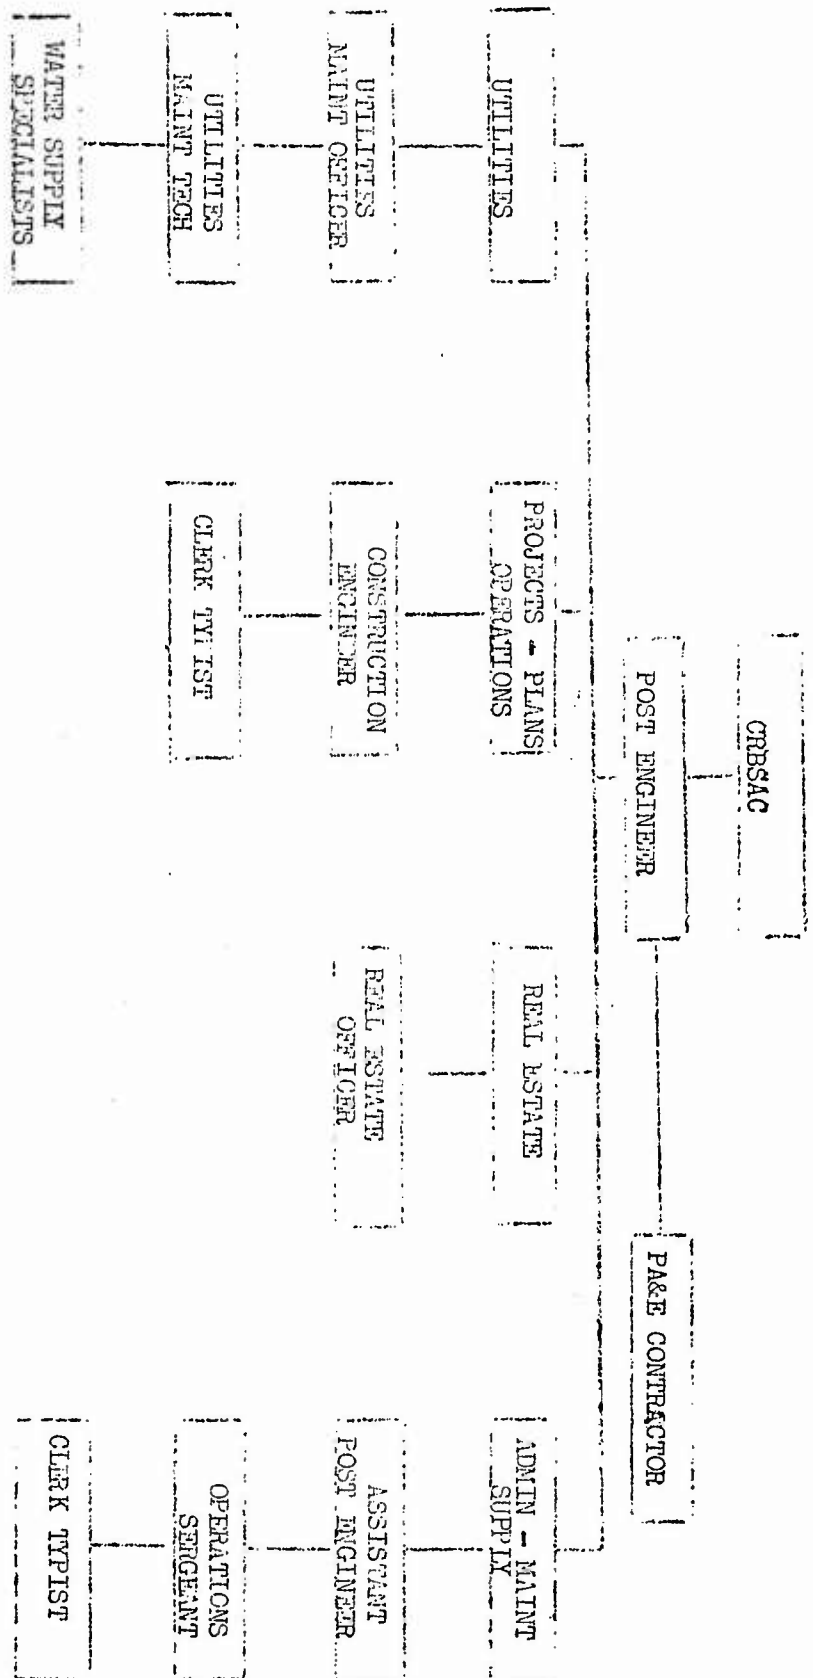 CRBSAC
POST ENGINEER
PA&E CONTRACTOR
UTILITIES
PROJECTS - PLANS
OPERATIONS
REAL ESTATE
ADMIN - MAINT
SUPPLY
UTILITIES
MAINT OFFICER
CONSTRUCTION
ENGINEER
REAL ESTATE
OFFICER
ASSISTANT
POST ENGINEER
UTILITIES
MAINT TECH
CLERK TYPIST
OPERATIONS
SERGEANT
WATER SUPPLY
SPECIALISTS
CLERK TYPIST